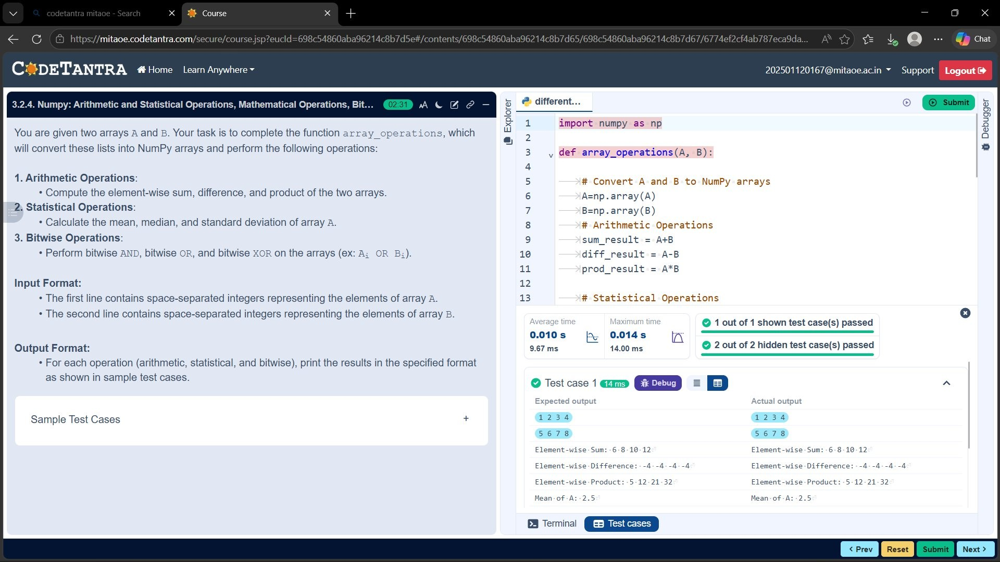 codetantra mitaoe - Search
Course
https://mitaoe.codetantra.com/secure/course.jsp?eucId=698c54860aba96214c8b7d5e#/contents/698c54860aba96214c8b7d65/698c54860aba96214c8b7d67/6774ef2cf4ab787eca9da...
Chat
CODETANTRA
Home
Learn Anywhere
202501120167@mitaoe.ac.in
Support
Logout
3.2.4. Numpy: Arithmetic and Statistical Operations, Mathematical Operations, Bit...
02:31
You are given two arrays A and B. Your task is to complete the function array_operations, which
will convert these lists into NumPy arrays and perform the following operations:
1. Arithmetic Operations:
• Compute the element-wise sum, difference, and product of the two arrays.
2. Statistical Operations:
• Calculate the mean, median, and standard deviation of array A.
3. Bitwise Operations:
• Perform bitwise AND, bitwise OR, and bitwise XOR on the arrays (ex: Aᵢ OR Bᵢ).
Input Format:
• The first line contains space-separated integers representing the elements of array A.
• The second line contains space-separated integers representing the elements of array B.
Output Format:
• For each operation (arithmetic, statistical, and bitwise), print the results in the specified format
as shown in sample test cases.
Sample Test Cases
+
Explorer
different...
Submit
Debugger
1 import numpy as np
2
3 def array_operations(A, B):
4
5 # Convert A and B to NumPy arrays
6 A=np.array(A)
7 B=np.array(B)
8 # Arithmetic Operations
9 sum_result = A+B
10 diff_result = A-B
11 prod_result = A*B
12
13 # Statistical Operations
Average time
0.010 s
9.67 ms
Maximum time
0.014 s
14.00 ms
1 out of 1 shown test case(s) passed
2 out of 2 hidden test case(s) passed
Test case 1
14 ms
Debug
Expected output
Actual output
1 2 3 4
1 2 3 4
5 6 7 8
5 6 7 8
Element-wise·Sum:·6·8·10·12
Element-wise·Sum:·6·8·10·12
Element-wise·Difference:·-4·-4·-4·-4
Element-wise·Difference:·-4·-4·-4·-4
Element-wise·Product:·5·12·21·32
Element-wise·Product:·5·12·21·32
Mean·of·A:·2.5
Mean·of·A:·2.5
Terminal
Test cases
< Prev
Reset
Submit
Next >